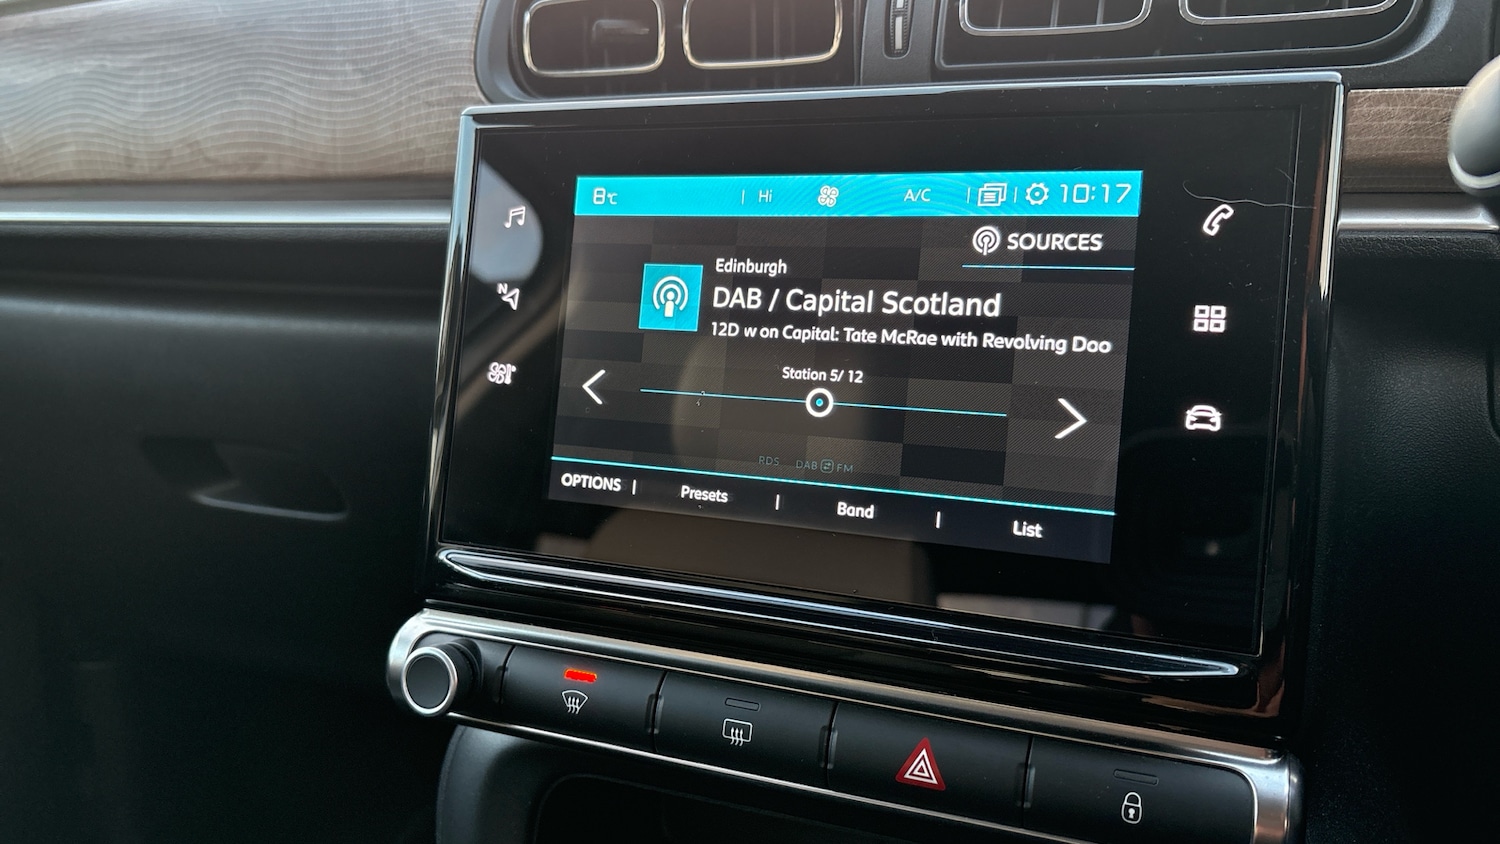 8°C | Hi A/C | | 10:17
SOURCES
Edinburgh
DAB / Capital Scotland
12D w on Capital: Tate McRae with Revolving Doo
Station 5/ 12
RDS DAB FM
OPTIONS | Presets | Band | List
N